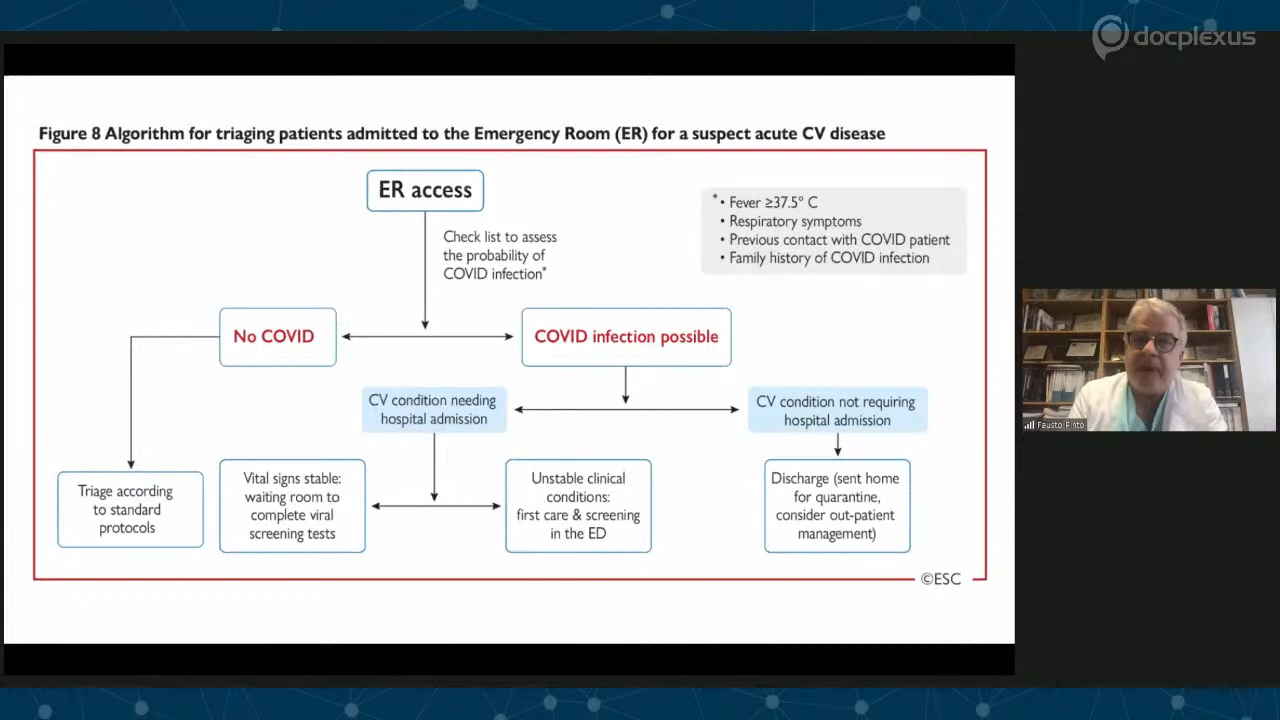 docplexus
Figure 8 Algorithm for triaging patients admitted to the Emergency Room (ER) for a suspect acute CV disease
ER access
* • Fever ≥37.5° C
• Respiratory symptoms
• Previous contact with COVID patient
• Family history of COVID infection
Check list to assess
the probability of
COVID infection*
No COVID
COVID infection possible
CV condition needing
hospital admission
CV condition not requiring
hospital admission
Triage according
to standard
protocols
Vital signs stable:
waiting room to
complete viral
screening tests
Unstable clinical
conditions:
first care & screening
in the ED
Discharge (sent home
for quarantine,
consider out-patient
management)
©ESC
Fausto Pinto